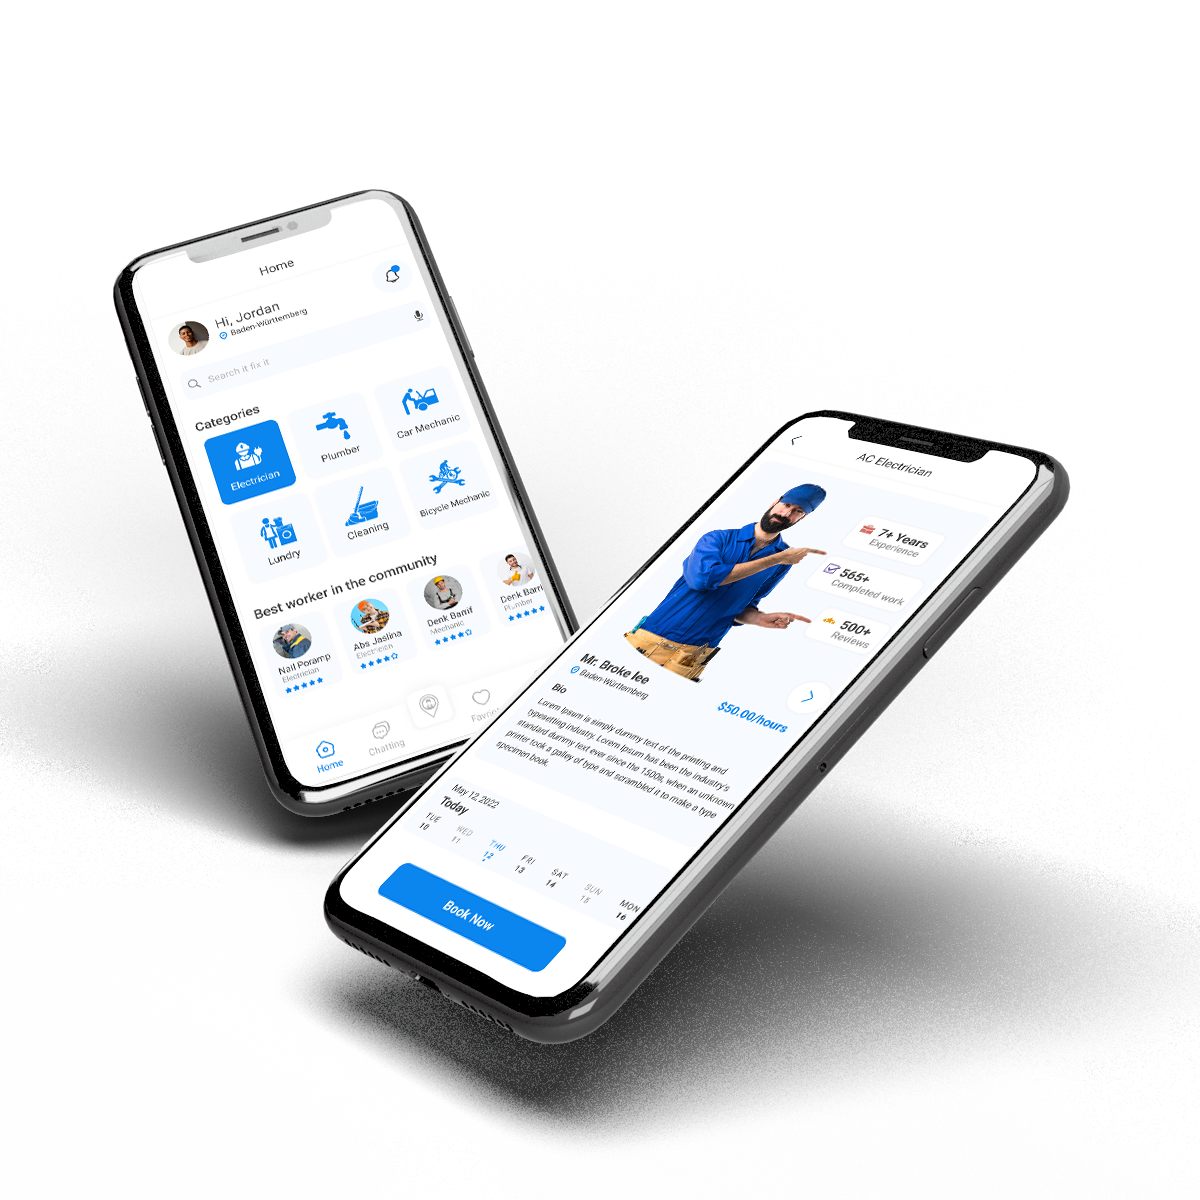 Home
Hi, Jordan
Baden-Württemberg
Search it fix it
Categories
Electrician
Plumber
Car Mechanic
Lundry
Cleaning
Bicycle Mechanic
Best worker in the community
Nail Poramp
Electrician
Abs Jaslina
Electrician
Denk Barrif
Mechanic
Denk Barri
Plumber
Home
Chatting
Favori
AC Electrician
7+ Years
Experience
565+
Completed work
500+
Reviews
Mr. Broke lee
Baden-Württemberg
$50.00/hours
Bio
Lorem Ipsum is simply dummy text of the printing and
typesetting industry. Lorem Ipsum has been the industry's
standard dummy text ever since the 1500s, when an unknown
printer took a galley of type and scrambled it to make a type
specimen book.
May 12, 2022
Today
TUE WED THU FRI SAT SUN MON
10 11 12 13 14 15 16
Book Now